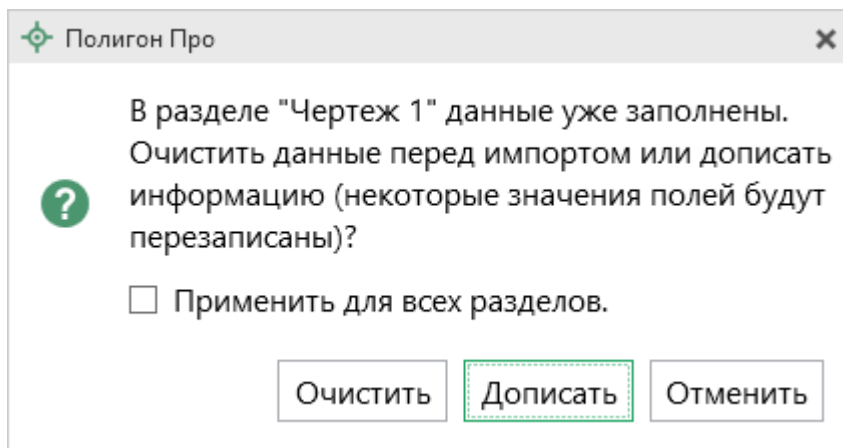 Полигон Про
В разделе "Чертеж 1" данные уже заполнены.
Очистить данные перед импортом или дописать
информацию (некоторые значения полей будут
перезаписаны)?
Применить для всех разделов.
Очистить Дописать Отменить